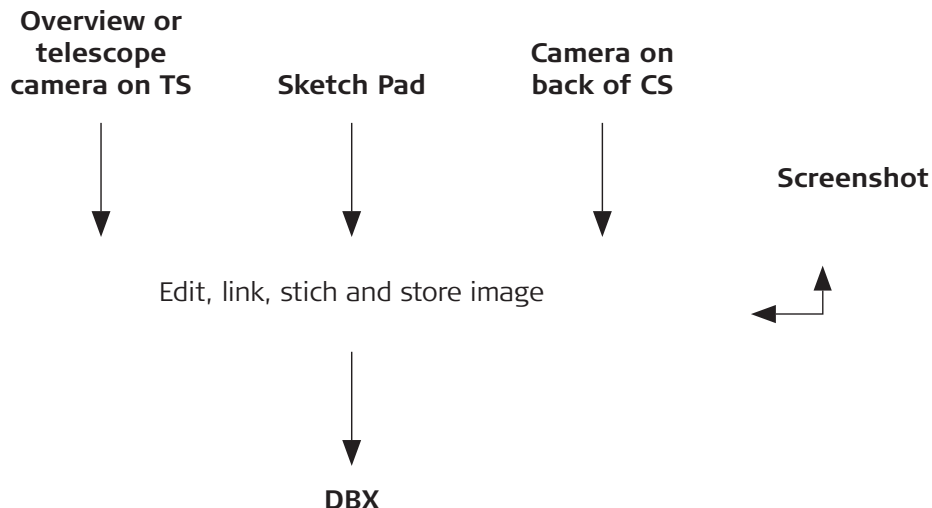 Overview or
telescope
camera on TS
Sketch Pad
Camera on
back of CS
Screenshot
Edit, link, stich and store image
DBX